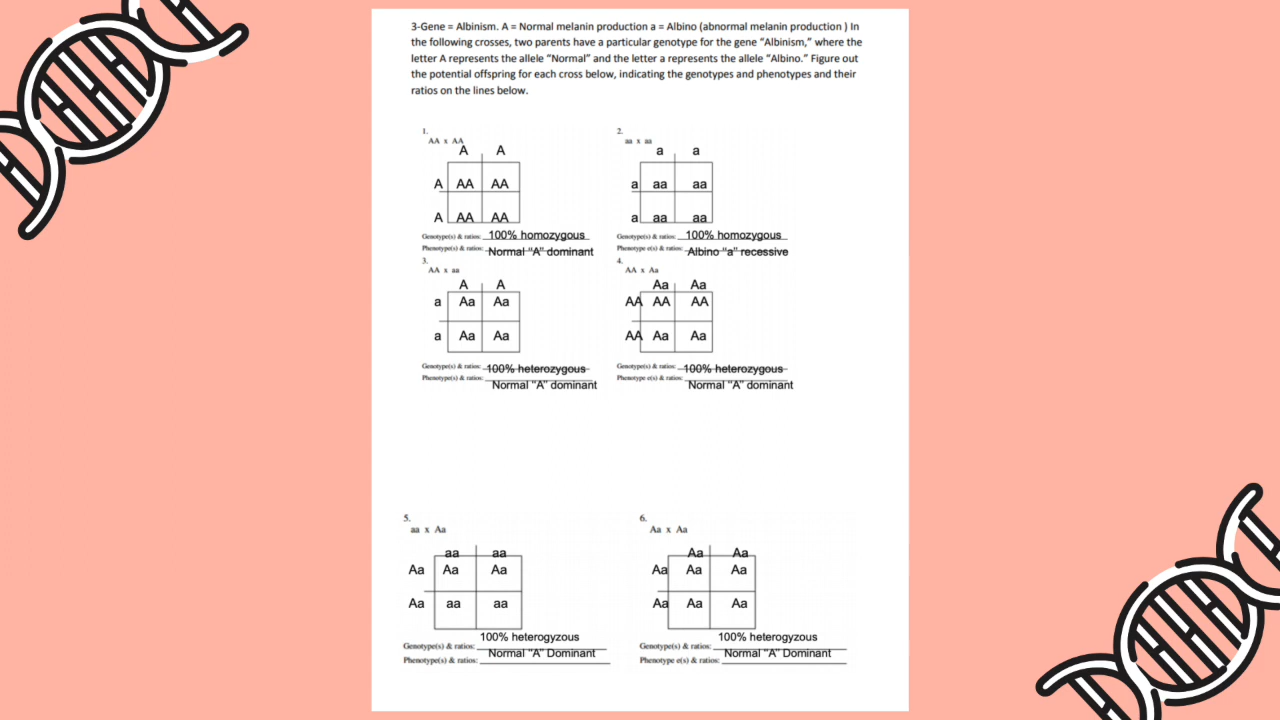 3-Gene = Albinism. A = Normal melanin production a = Albino (abnormal melanin production ) In
the following crosses, two parents have a particular genotype for the gene “Albinism,” where the
letter A represents the allele “Normal” and the letter a represents the allele “Albino.” Figure out
the potential offspring for each cross below, indicating the genotypes and phenotypes and their
ratios on the lines below.
1.
AA x AA
A A
A AA AA
A AA AA
Genotype(s) & ratios: 100% homozygous
Phenotype(s) & ratios: Normal "A" dominant
2.
aa x aa
a a
a aa aa
a aa aa
Genotype(s) & ratios: 100% homozygous
Phenotype e(s) & ratios: Albino "a" recessive
3.
AA x aa
A A
a Aa Aa
a Aa Aa
Genotype(s) & ratios: 100% heterozygous
Phenotype(s) & ratios: Normal "A" dominant
4.
AA x Aa
Aa Aa
AA AA AA
AA Aa Aa
Genotype(s) & ratios: 100% heterozygous
Phenotype e(s) & ratios: Normal "A" dominant
5.
aa x Aa
aa aa
Aa Aa Aa
Aa aa aa
Genotype(s) & ratios: 100% heterogyzous
Phenotype(s) & ratios: Normal "A" Dominant
6.
Aa x Aa
Aa Aa
Aa Aa Aa
Aa Aa Aa
Genotype(s) & ratios: 100% heterogyzous
Phenotype e(s) & ratios: Normal "A" Dominant